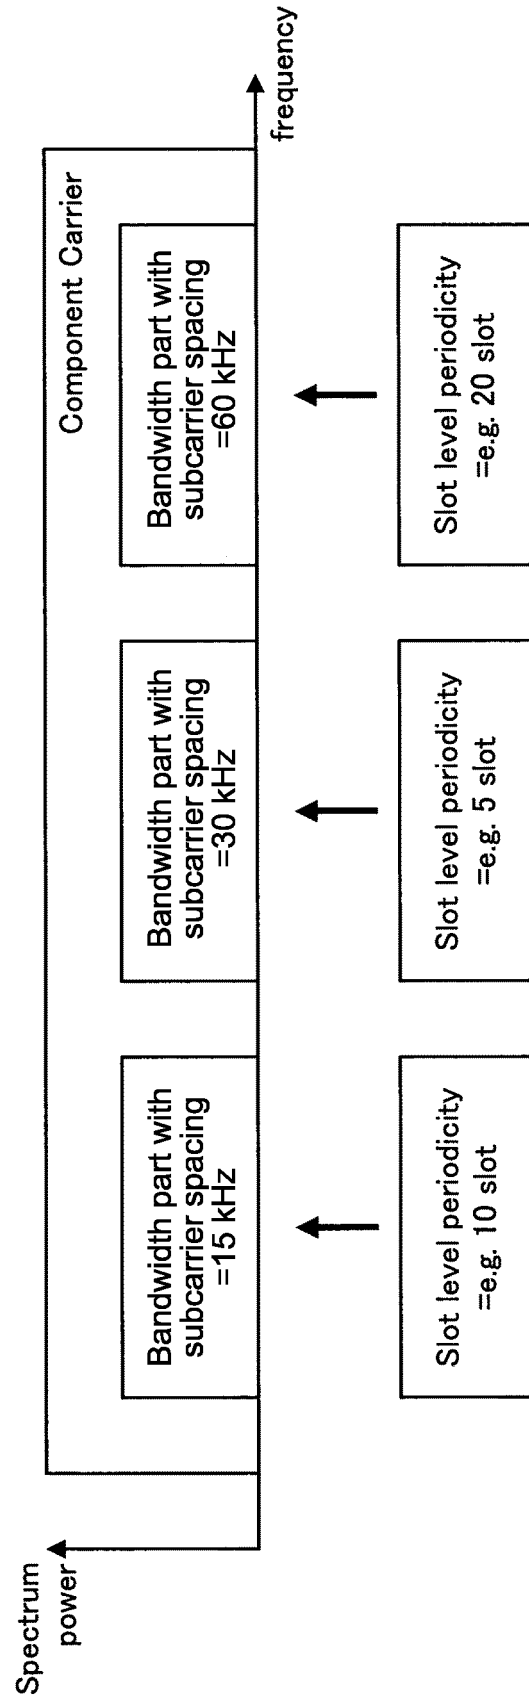 Spectrum
power
Component Carrier
Bandwidth part with
subcarrier spacing
=15 kHz
Bandwidth part with
subcarrier spacing
=30 kHz
Bandwidth part with
subcarrier spacing
=60 kHz
frequency
Slot level periodicity
=e.g. 10 slot
Slot level periodicity
=e.g. 5 slot
Slot level periodicity
=e.g. 20 slot